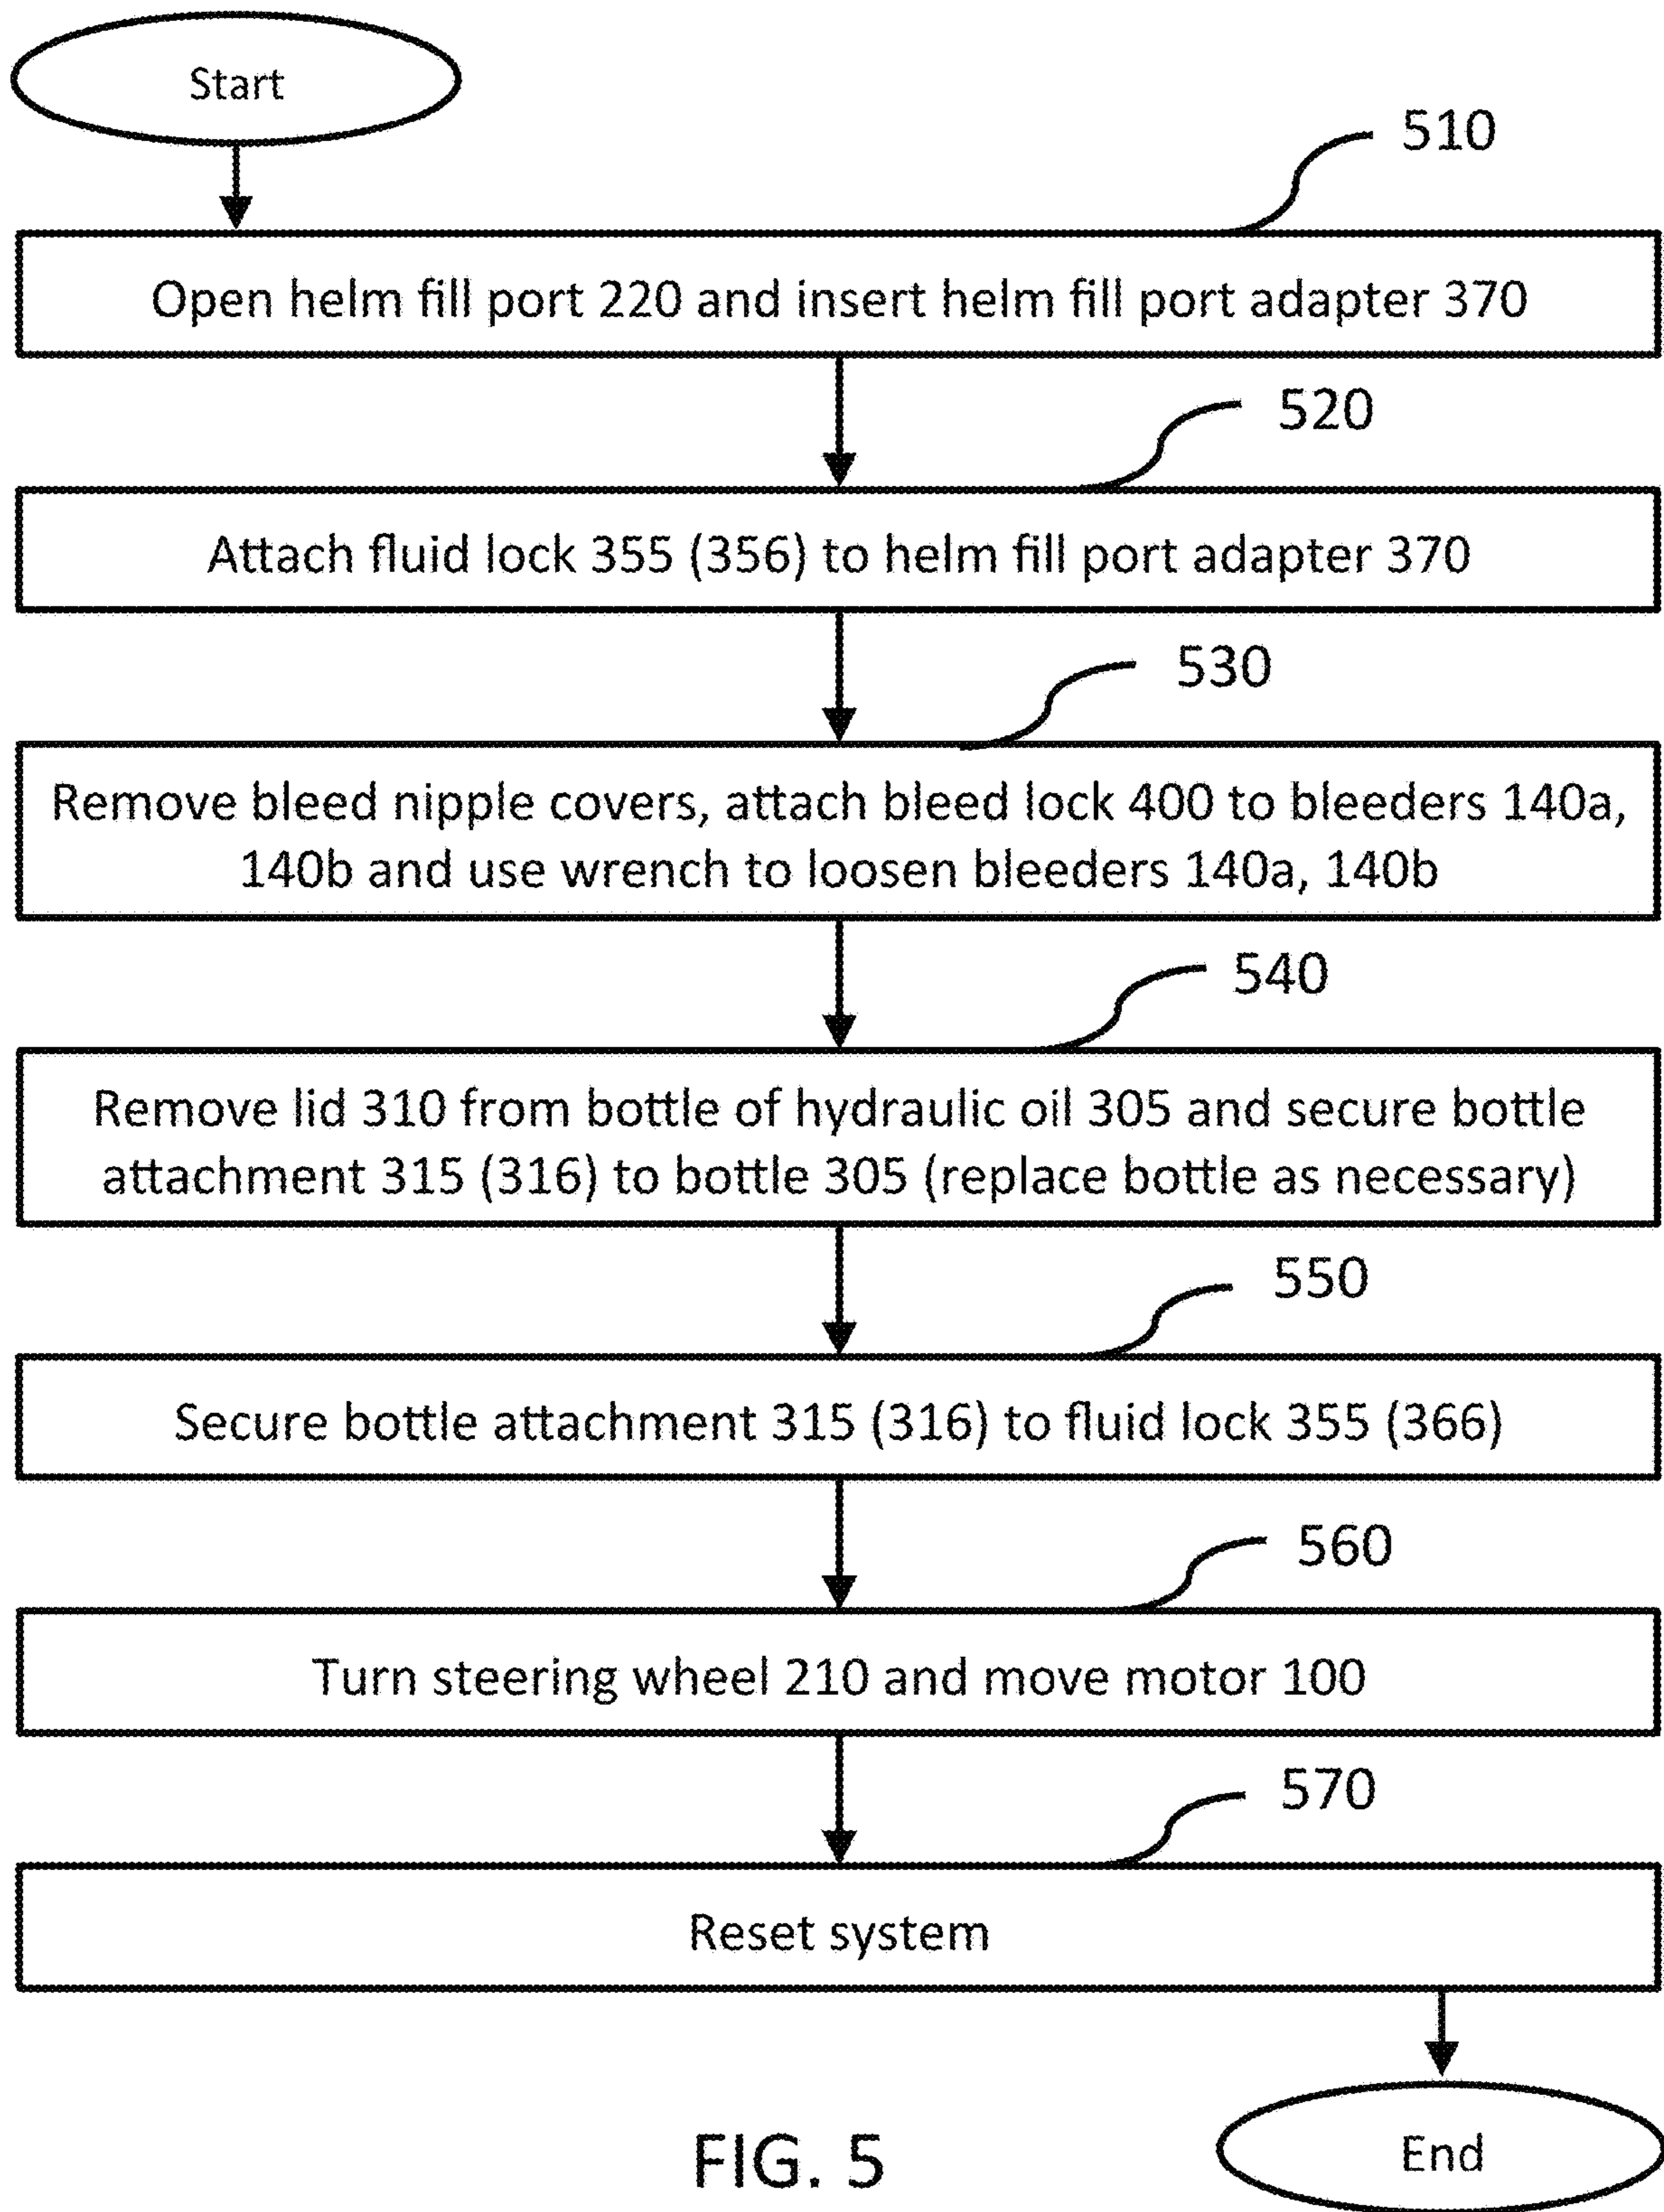 Start
510
Open helm fill port 220 and insert helm fill port adapter 370
520
Attach fluid lock 355 (356) to helm fill port adapter 370
530
Remove bleed nipple covers, attach bleed lock 400 to bleeders 140a,
140b and use wrench to loosen bleeders 140a, 140b
540
Remove lid 310 from bottle of hydraulic oil 305 and secure bottle
attachment 315 (316) to bottle 305 (replace bottle as necessary)
550
Secure bottle attachment 315 (316) to fluid lock 355 (366)
560
Turn steering wheel 210 and move motor 100
570
Reset system
End
FIG. 5